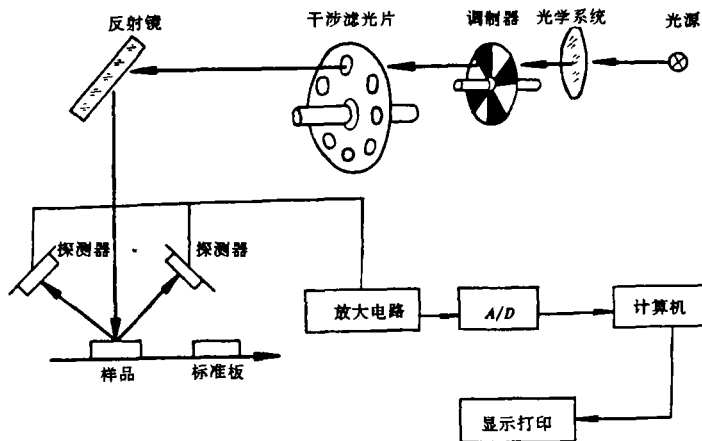 反射镜
干涉滤光片
调制器
光学系统
光源
探测器
探测器
放大电路
A/D
计算机
样品
标准板
显示打印